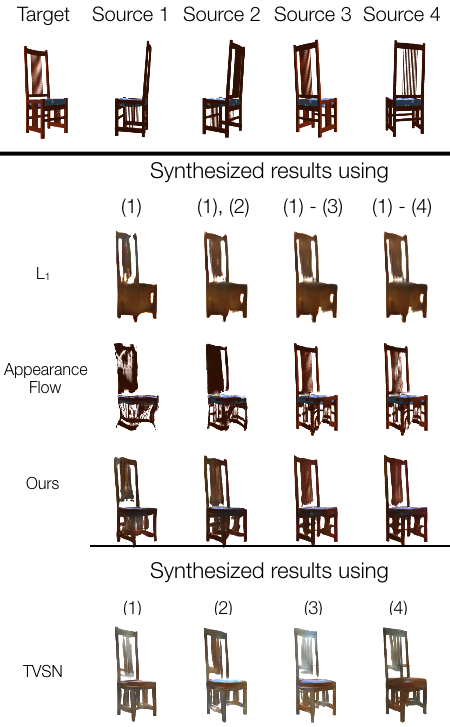 Target Source 1 Source 2 Source 3 Source 4
Synthesized results using
(1) (1), (2) (1) - (3) (1) - (4)
L₁
Appearance
Flow
Ours
Synthesized results using
(1) (2) (3) (4)
TVSN